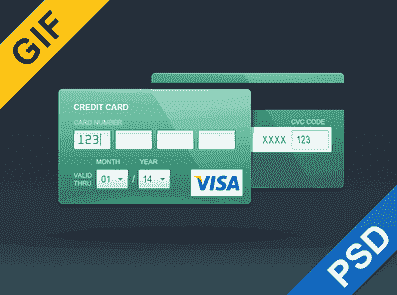 GIF
CREDIT CARD
CARD NUMBER
123
MONTH YEAR
VALID THRU 01 / 14
VISA
CVC CODE
XXXX 123
PSD